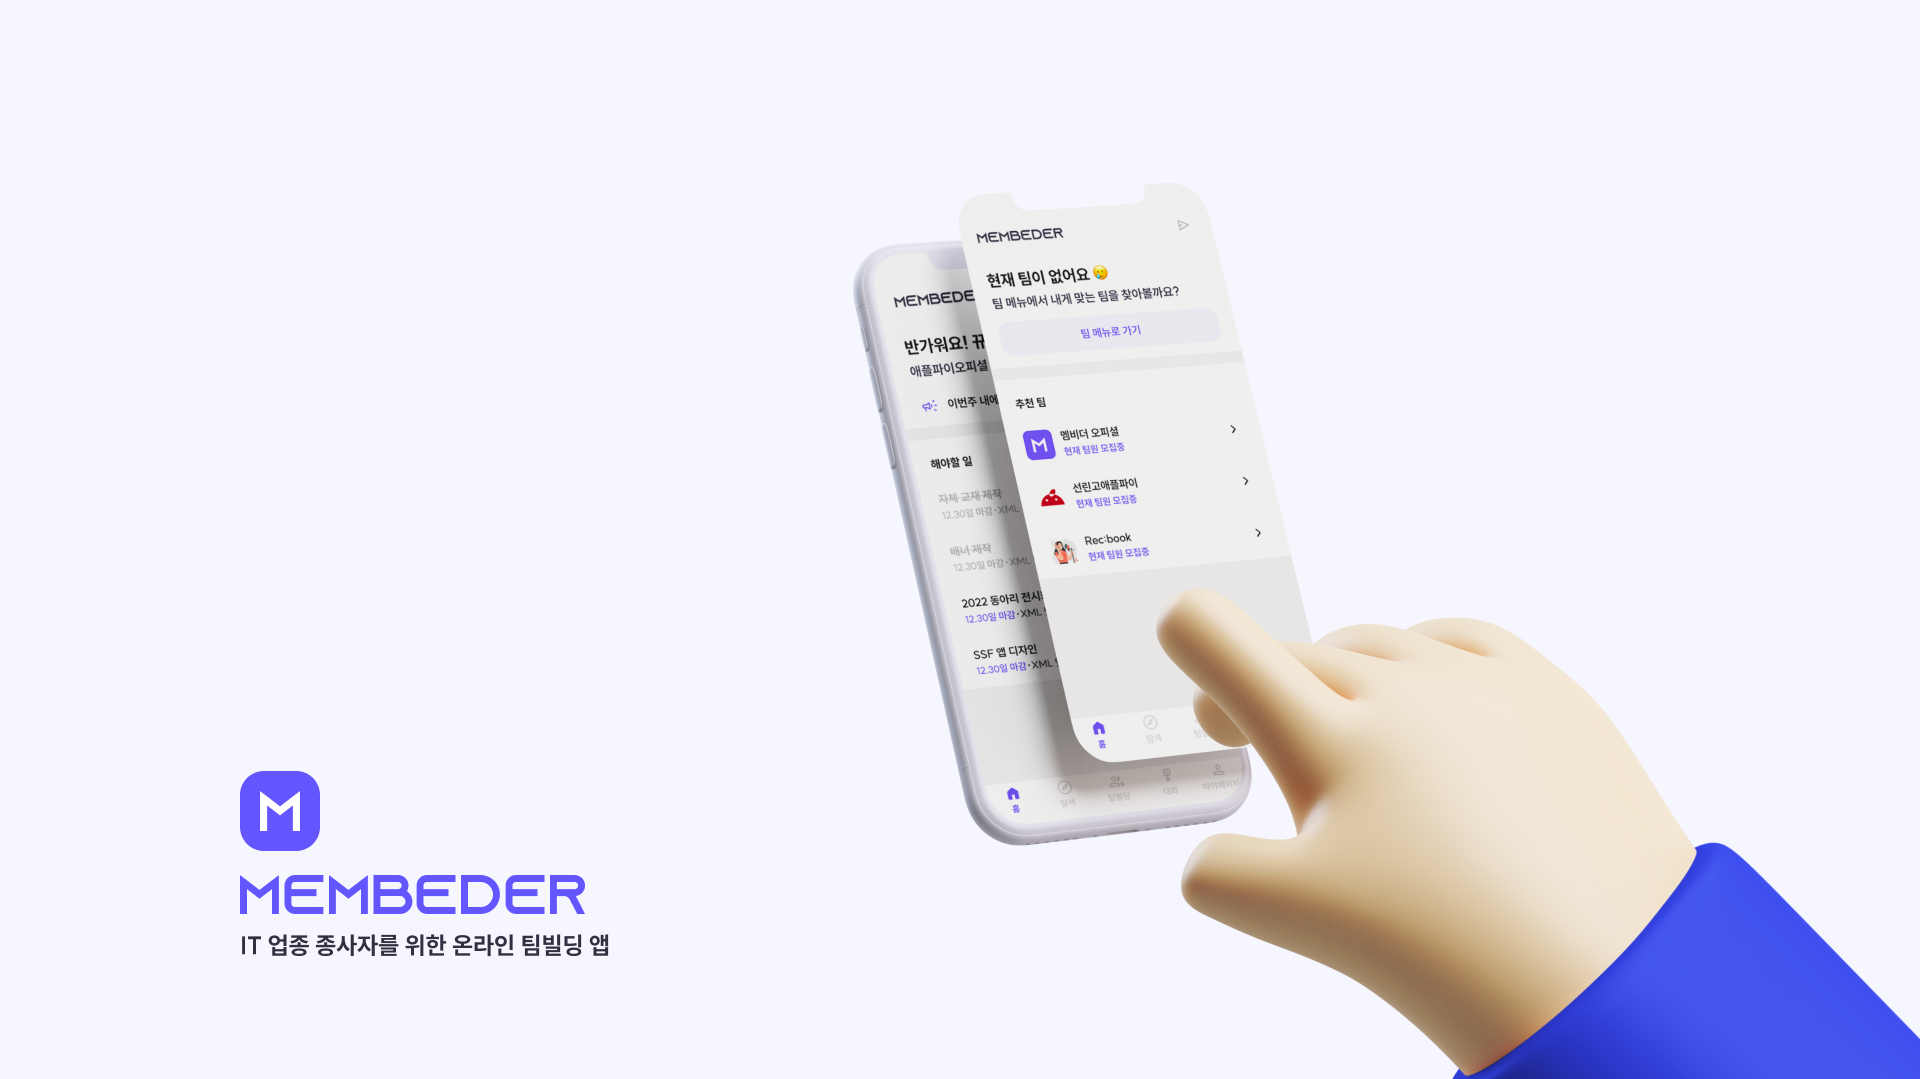 MEMBEDER
현재 팀이 없어요 🥲
팀 메뉴에서 내게 맞는 팀을 찾아볼까요?
팀 메뉴로 가기
추천 팀
멤비더 오피셜
현재 팀원 모집중
선린고애플파이
현재 팀원 모집중
Rec:book
현재 팀원 모집중
홈
탐색
반가워요!
애플파이오피셜
이번주 내에
해야할 일
자체 교재 제작
12.30일 마감·XML
배너 제작
12.30일 마감·XML
2022 동아리 전시
12.30일 마감·XML
SSF 앱 디자인
12.30일 마감·XML
홈
탐색
팀빌딩
대회
마이페이지
M
MEMBEDER
IT 업종 종사자를 위한 온라인 팀빌딩 앱